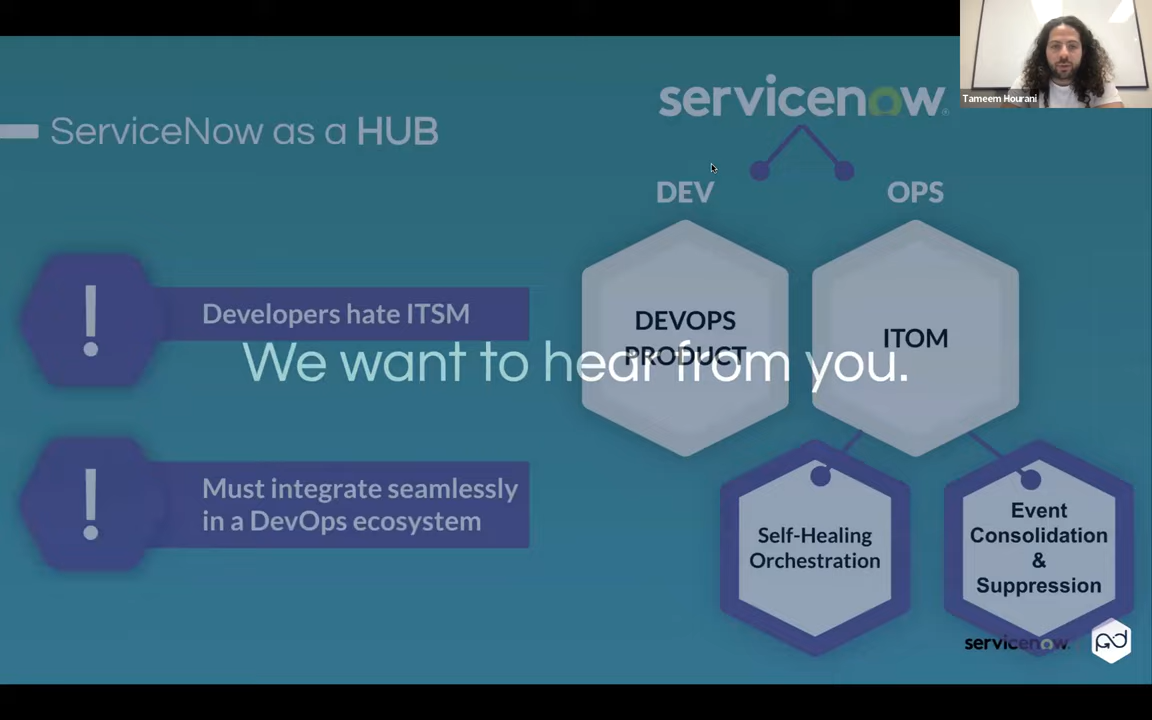 servicenow
Tameem Hourani
ServiceNow as a HUB
DEV
OPS
Developers hate ITSM
DEVOPS
PRODUCT
ITOM
We want to hear from you.
Must integrate seamlessly
in a DevOps ecosystem
Self-Healing
Orchestration
Event
Consolidation
&
Suppression
servicenow